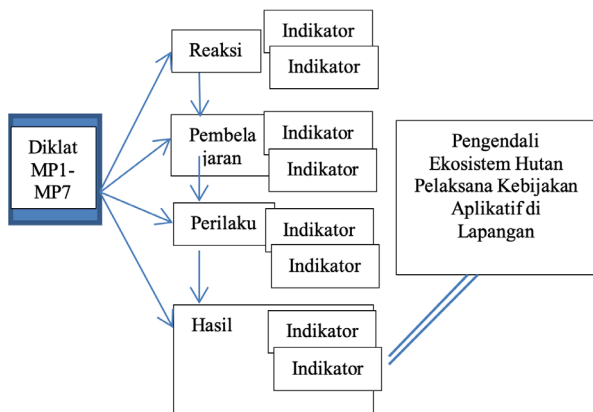 Diklat
MP1-
MP7
Reaksi
Indikator
Indikator
Pembela
jaran
Indikator
Indikator
Perilaku
Indikator
Indikator
Hasil
Indikator
Indikator
Pengendali
Ekosistem Hutan
Pelaksana Kebijakan
Aplikatif di
Lapangan